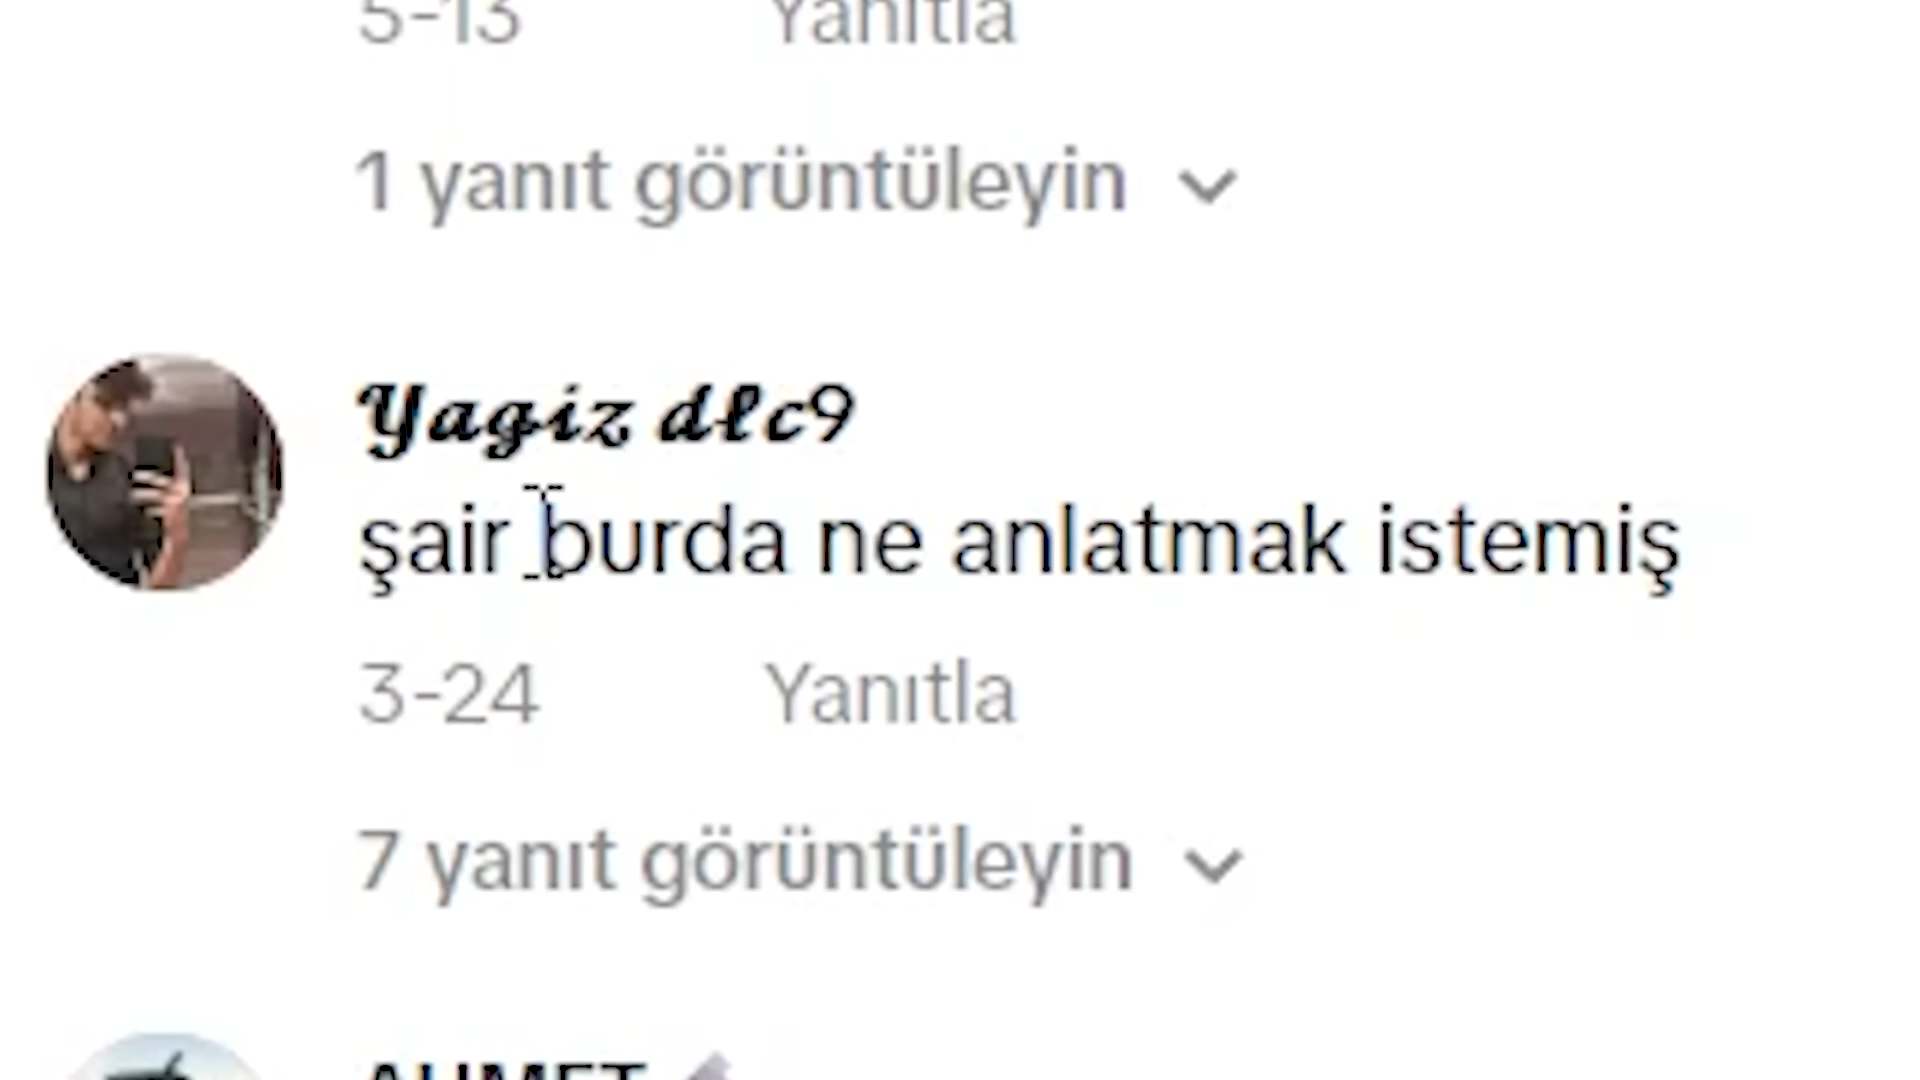 5-13 Yanıtla
1 yanıt görüntüleyin
Yagiz dlc9
şair burda ne anlatmak istemiş
3-24 Yanıtla
7 yanıt görüntüleyin
AHMET